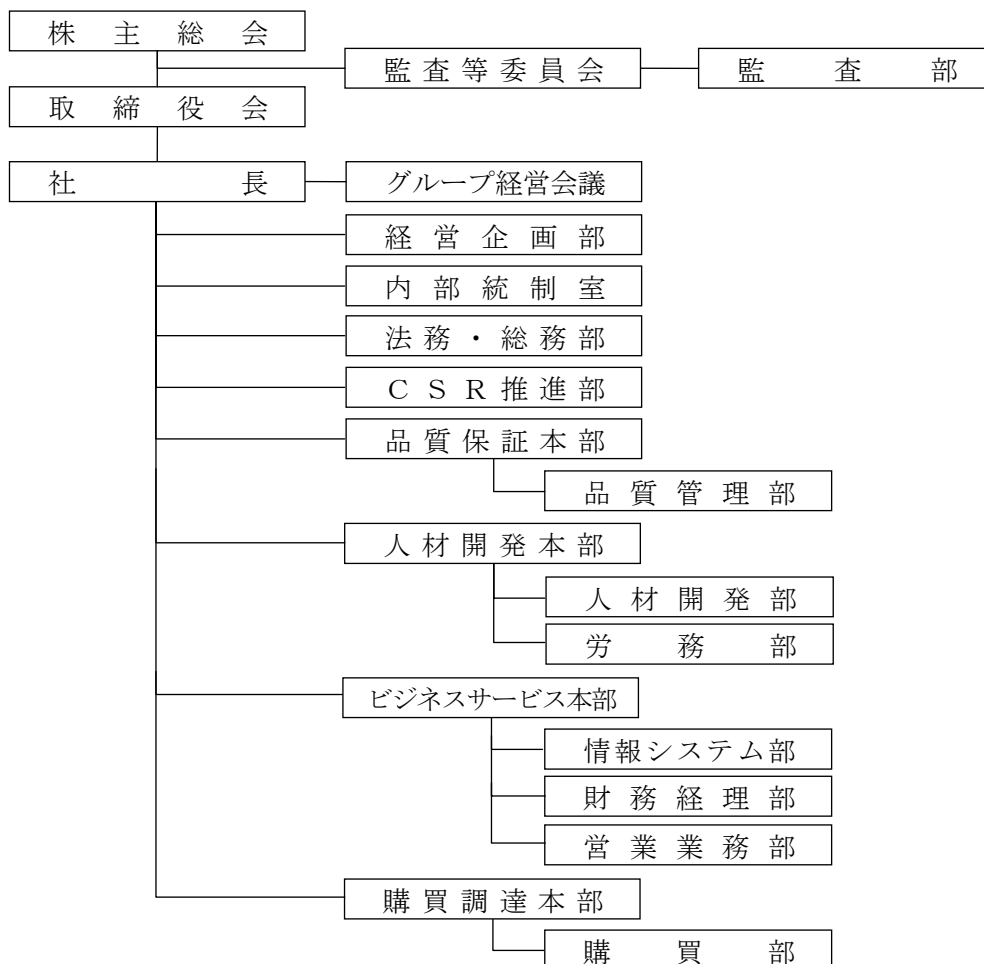 株主総会
監査等委員会
監査部
取締役会
社長
グループ経営会議
経営企画部
内部統制室
法務・総務部
ＣＳＲ推進部
品質保証本部
品質管理部
人材開発本部
人材開発部
労務部
ビジネスサービス本部
情報システム部
財務経理部
営業業務部
購買調達本部
購買部